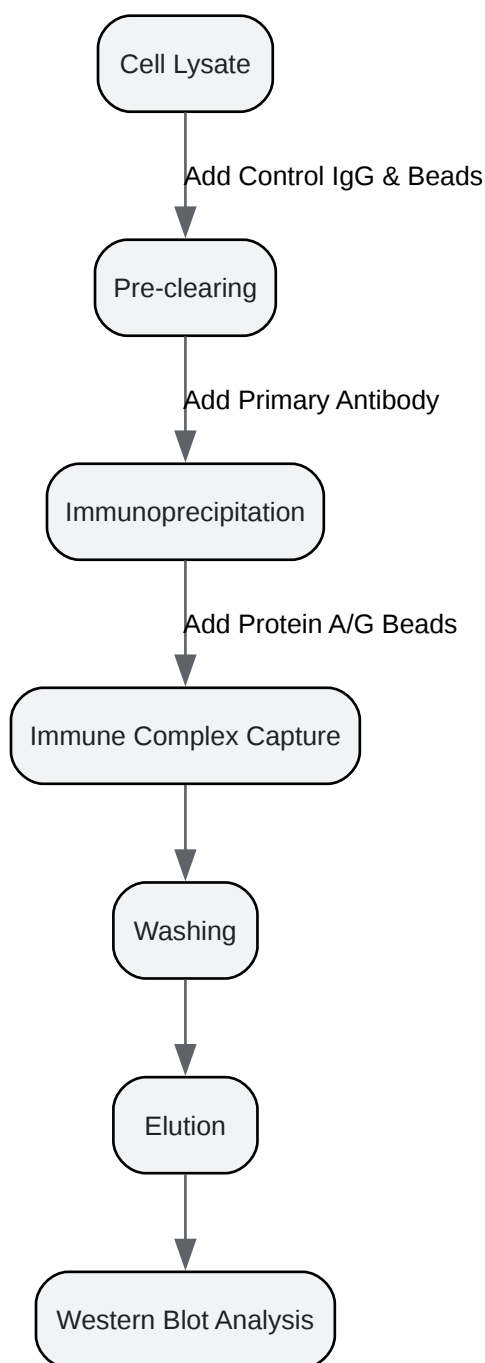 Cell Lysate
Add Control IgG & Beads
Pre-clearing
Add Primary Antibody
Immunoprecipitation
Add Protein A/G Beads
Immune Complex Capture
Washing
Elution
Western Blot Analysis